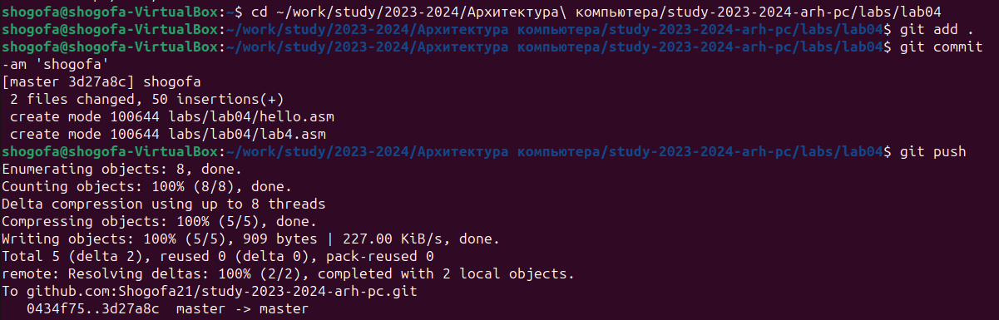 shogofa@shogofa-VirtualBox:~$ cd ~/work/study/2023-2024/Архитектура\ компьютера/study-2023-2024-arh-pc/labs/lab04
shogofa@shogofa-VirtualBox:~/work/study/2023-2024/Архитектура компьютера/study-2023-2024-arh-pc/labs/lab04$ git add .
shogofa@shogofa-VirtualBox:~/work/study/2023-2024/Архитектура компьютера/study-2023-2024-arh-pc/labs/lab04$ git commit
-am 'shogofa'
[master 3d27a8c] shogofa
 2 files changed, 50 insertions(+)
 create mode 100644 labs/lab04/hello.asm
 create mode 100644 labs/lab04/lab4.asm
shogofa@shogofa-VirtualBox:~/work/study/2023-2024/Архитектура компьютера/study-2023-2024-arh-pc/labs/lab04$ git push
Enumerating objects: 8, done.
Counting objects: 100% (8/8), done.
Delta compression using up to 8 threads
Compressing objects: 100% (5/5), done.
Writing objects: 100% (5/5), 909 bytes | 227.00 KiB/s, done.
Total 5 (delta 2), reused 0 (delta 0), pack-reused 0
remote: Resolving deltas: 100% (2/2), completed with 2 local objects.
To github.com:Shogofa21/study-2023-2024-arh-pc.git
   0434f75..3d27a8c  master -> master